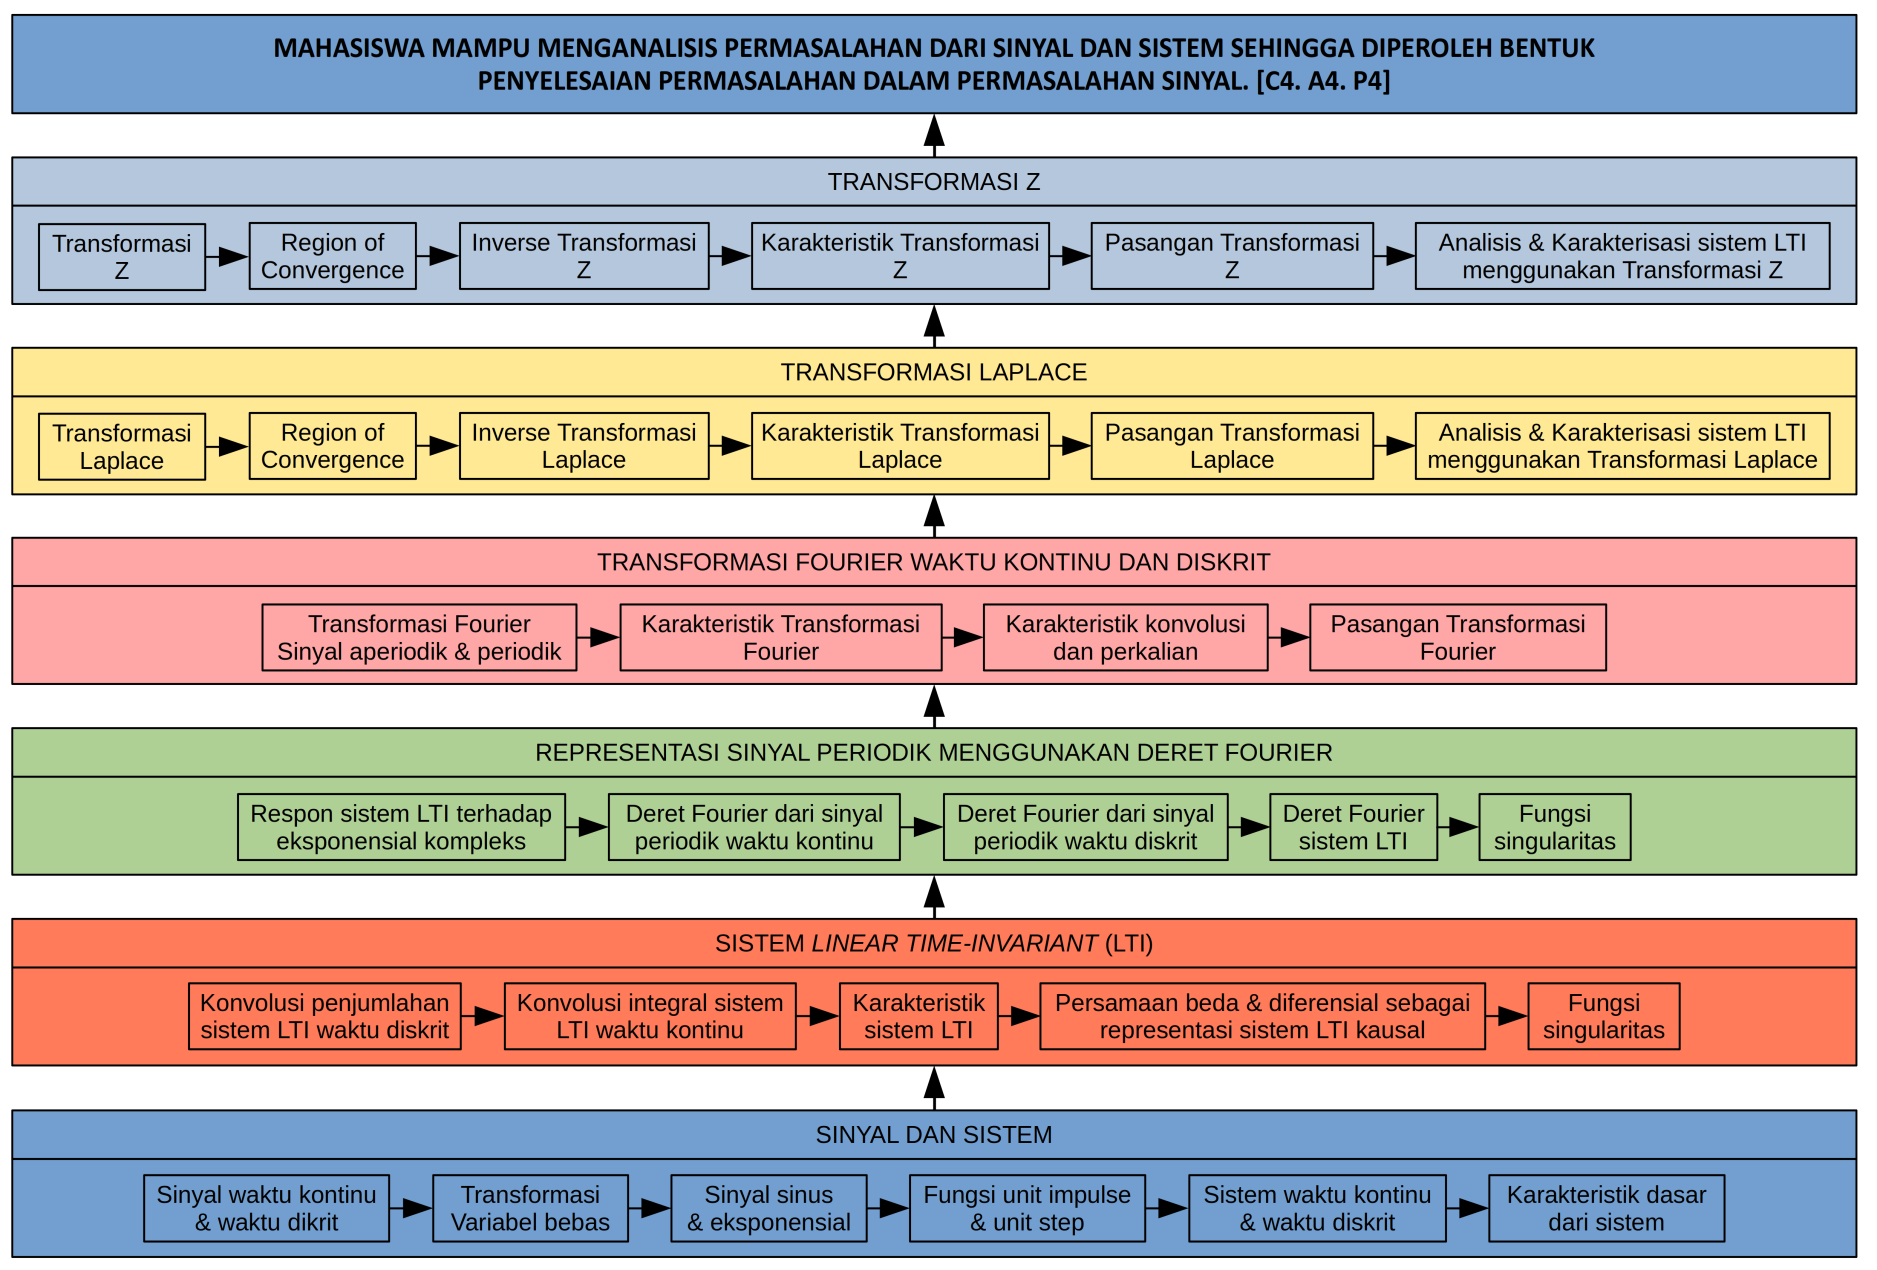 MAHASISWA MAMPU MENGANALISIS PERMASALAHAN DARI SINYAL DAN SISTEM SEHINGGA DIPEROLEH BENTUK
PENYELESAIAN PERMASALAHAN DALAM PERMASALAHAN SINYAL. [C4. A4. P4]
TRANSFORMASI Z
Transformasi
Z
Region of
Convergence
Inverse Transformasi
Z
Karakteristik Transformasi
Z
Pasangan Transformasi
Z
Analisis & Karakterisasi sistem LTI
menggunakan Transformasi Z
TRANSFORMASI LAPLACE
Transformasi
Laplace
Region of
Convergence
Inverse Transformasi
Laplace
Karakteristik Transformasi
Laplace
Pasangan Transformasi
Laplace
Analisis & Karakterisasi sistem LTI
menggunakan Transformasi Laplace
TRANSFORMASI FOURIER WAKTU KONTINU DAN DISKRIT
Transformasi Fourier
Sinyal aperiodik & periodik
Karakteristik Transformasi
Fourier
Karakteristik konvolusi
dan perkalian
Pasangan Transformasi
Fourier
REPRESENTASI SINYAL PERIODIK MENGGUNAKAN DERET FOURIER
Respon sistem LTI terhadap
eksponensial kompleks
Deret Fourier dari sinyal
periodik waktu kontinu
Deret Fourier dari sinyal
periodik waktu diskrit
Deret Fourier
sistem LTI
Fungsi
singularitas
SISTEM LINEAR TIME-INVARIANT (LTI)
Konvolusi penjumlahan
sistem LTI waktu diskrit
Konvolusi integral sistem
LTI waktu kontinu
Karakteristik
sistem LTI
Persamaan beda & diferensial sebagai
representasi sistem LTI kausal
Fungsi
singularitas
SINYAL DAN SISTEM
Sinyal waktu kontinu
& waktu dikrit
Transformasi
Variabel bebas
Sinyal sinus
& eksponensial
Fungsi unit impulse
& unit step
Sistem waktu kontinu
& waktu diskrit
Karakteristik dasar
dari sistem